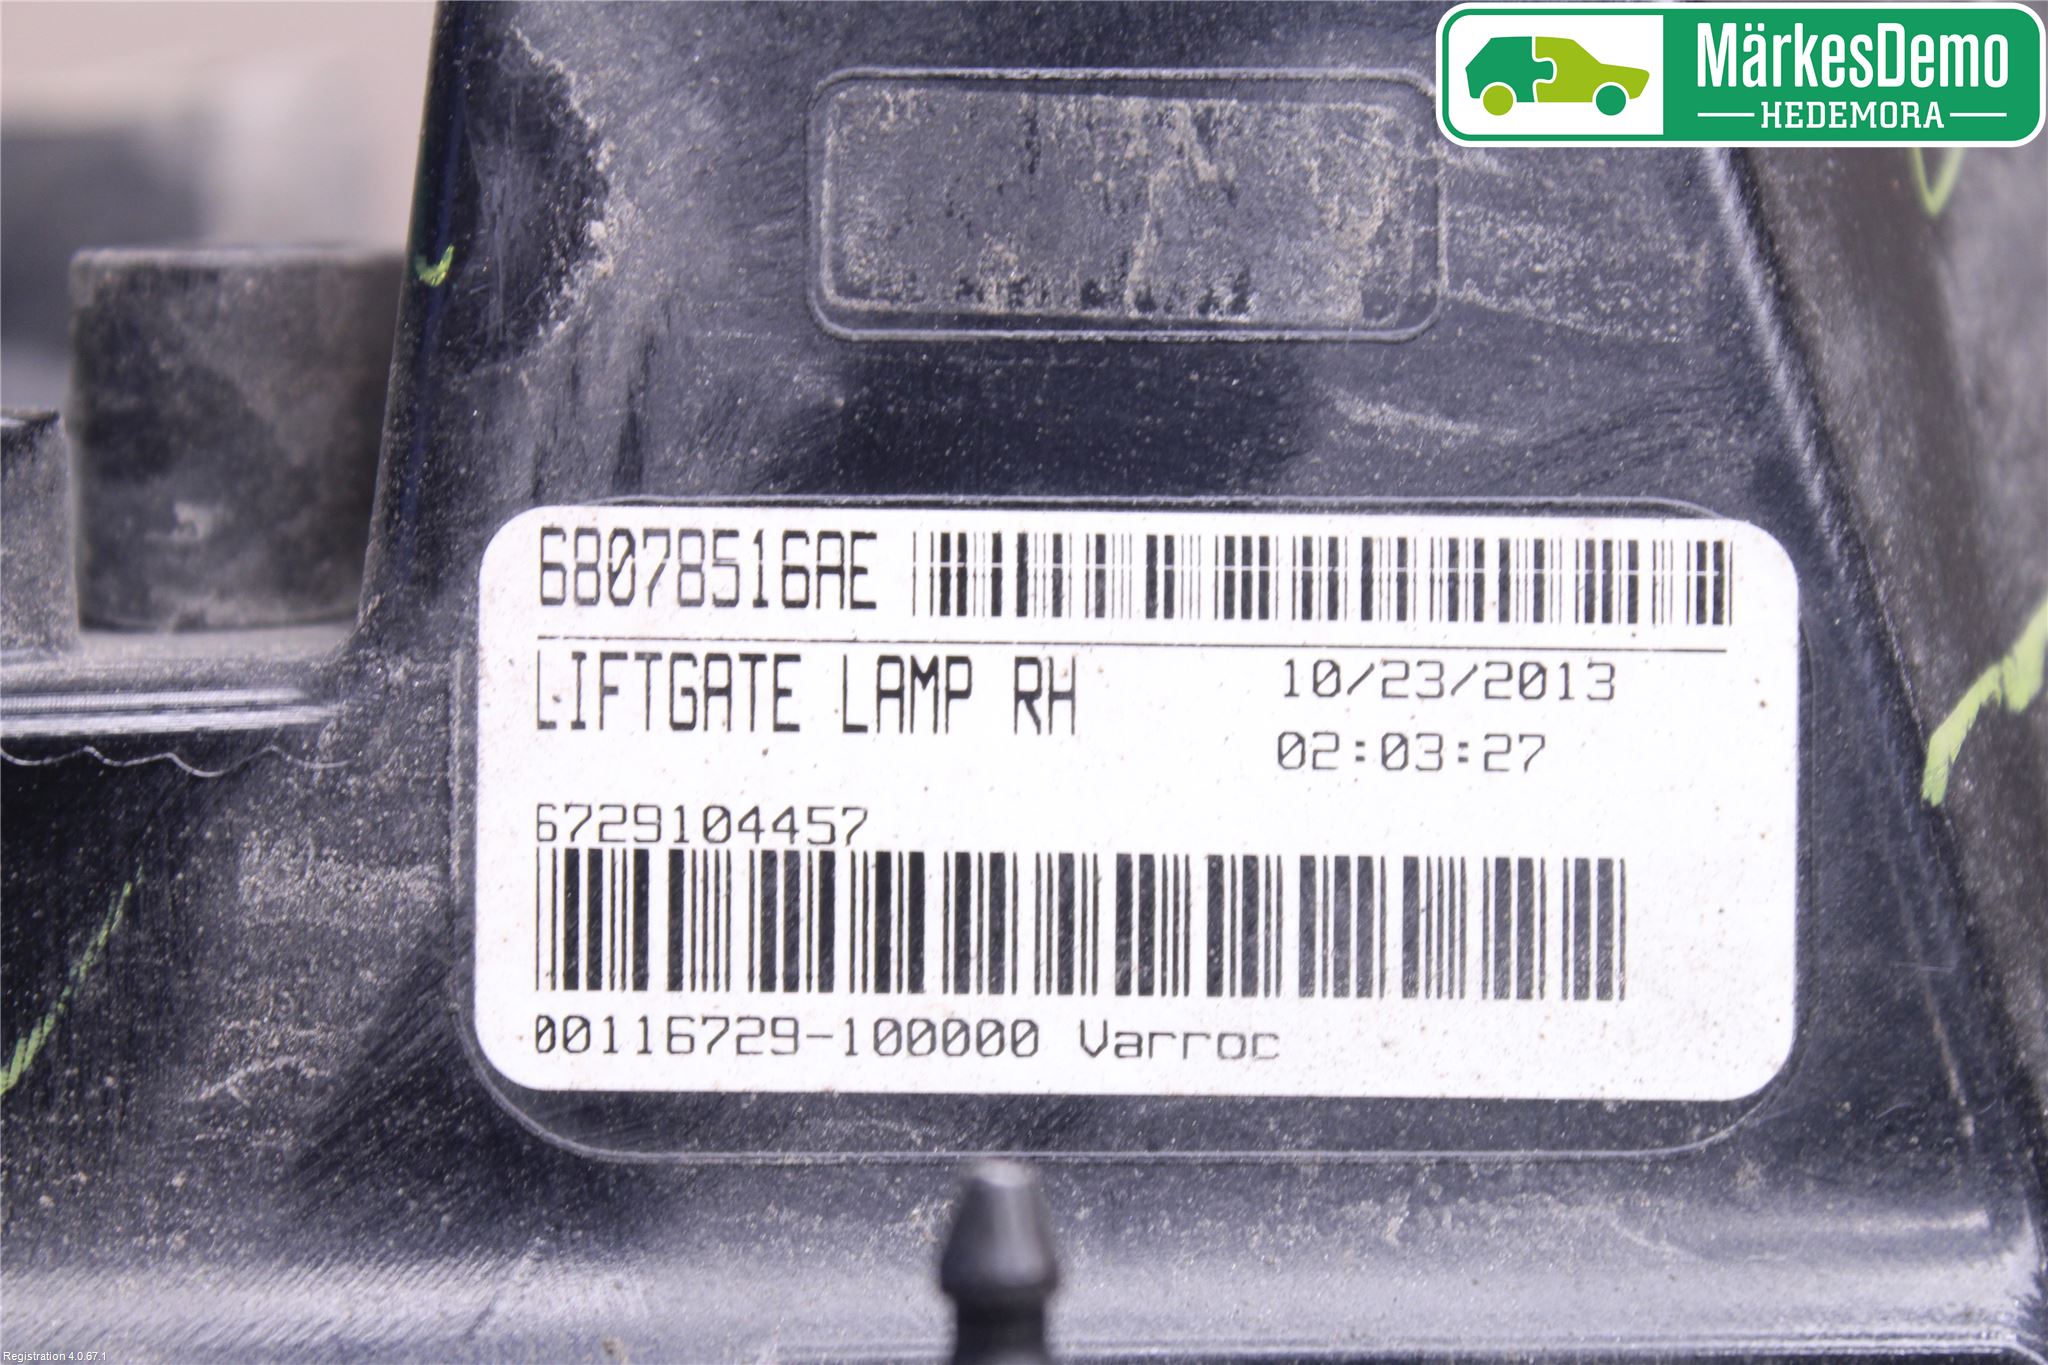 MärkesDemo
HEDEMORA
68078516AE
LIFTGATE LAMP RH
10/23/2013
02:03:27
6729104457
00116729-100000 Varroc
Registration 4.0.67.1